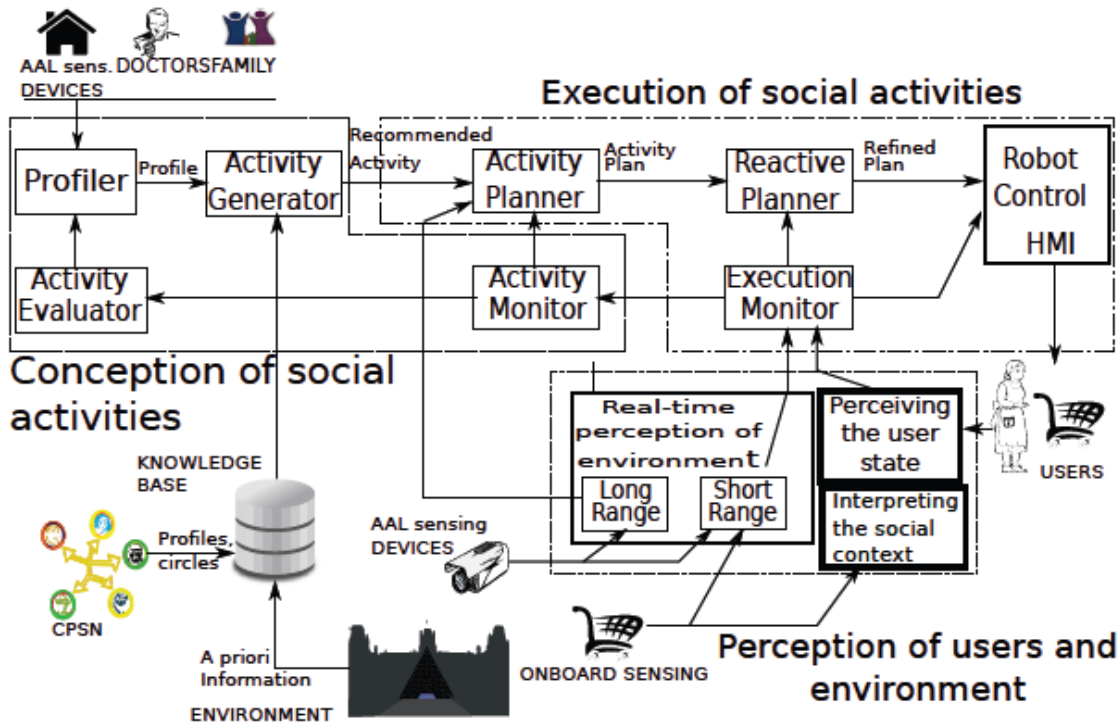 AAL sens. DOCTORS FAMILY
DEVICES
Execution of social activities
Profiler
Profile
Activity
Generator
Recommended
Activity
Activity
Planner
Activity
Plan
Reactive
Planner
Refined
Plan
Robot
Control
HMI
Activity
Evaluator
Activity
Monitor
Execution
Monitor
Conception of social
activities
Real-time
perception of
environment
Long
Range
Short
Range
Perceiving
the user
state
Interpreting
the social
context
USERS
KNOWLEDGE
BASE
AAL sensing
DEVICES
Profiles,
circles
CPSN
A priori
Information
ENVIRONMENT
ONBOARD SENSING
Perception of users and
environment